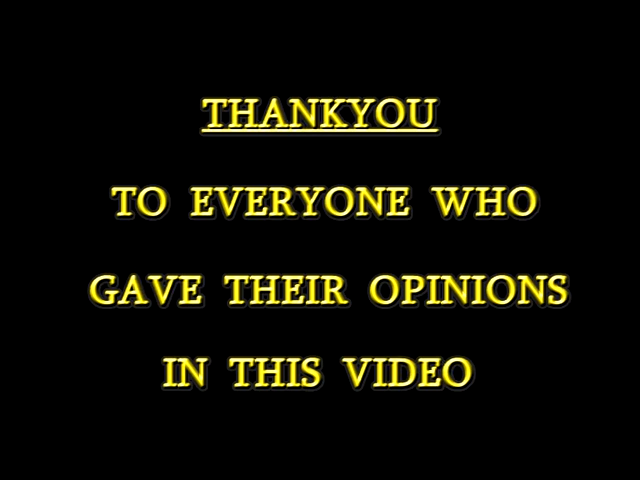 THANKYOU
TO EVERYONE WHO
GAVE THEIR OPINIONS
IN THIS VIDEO